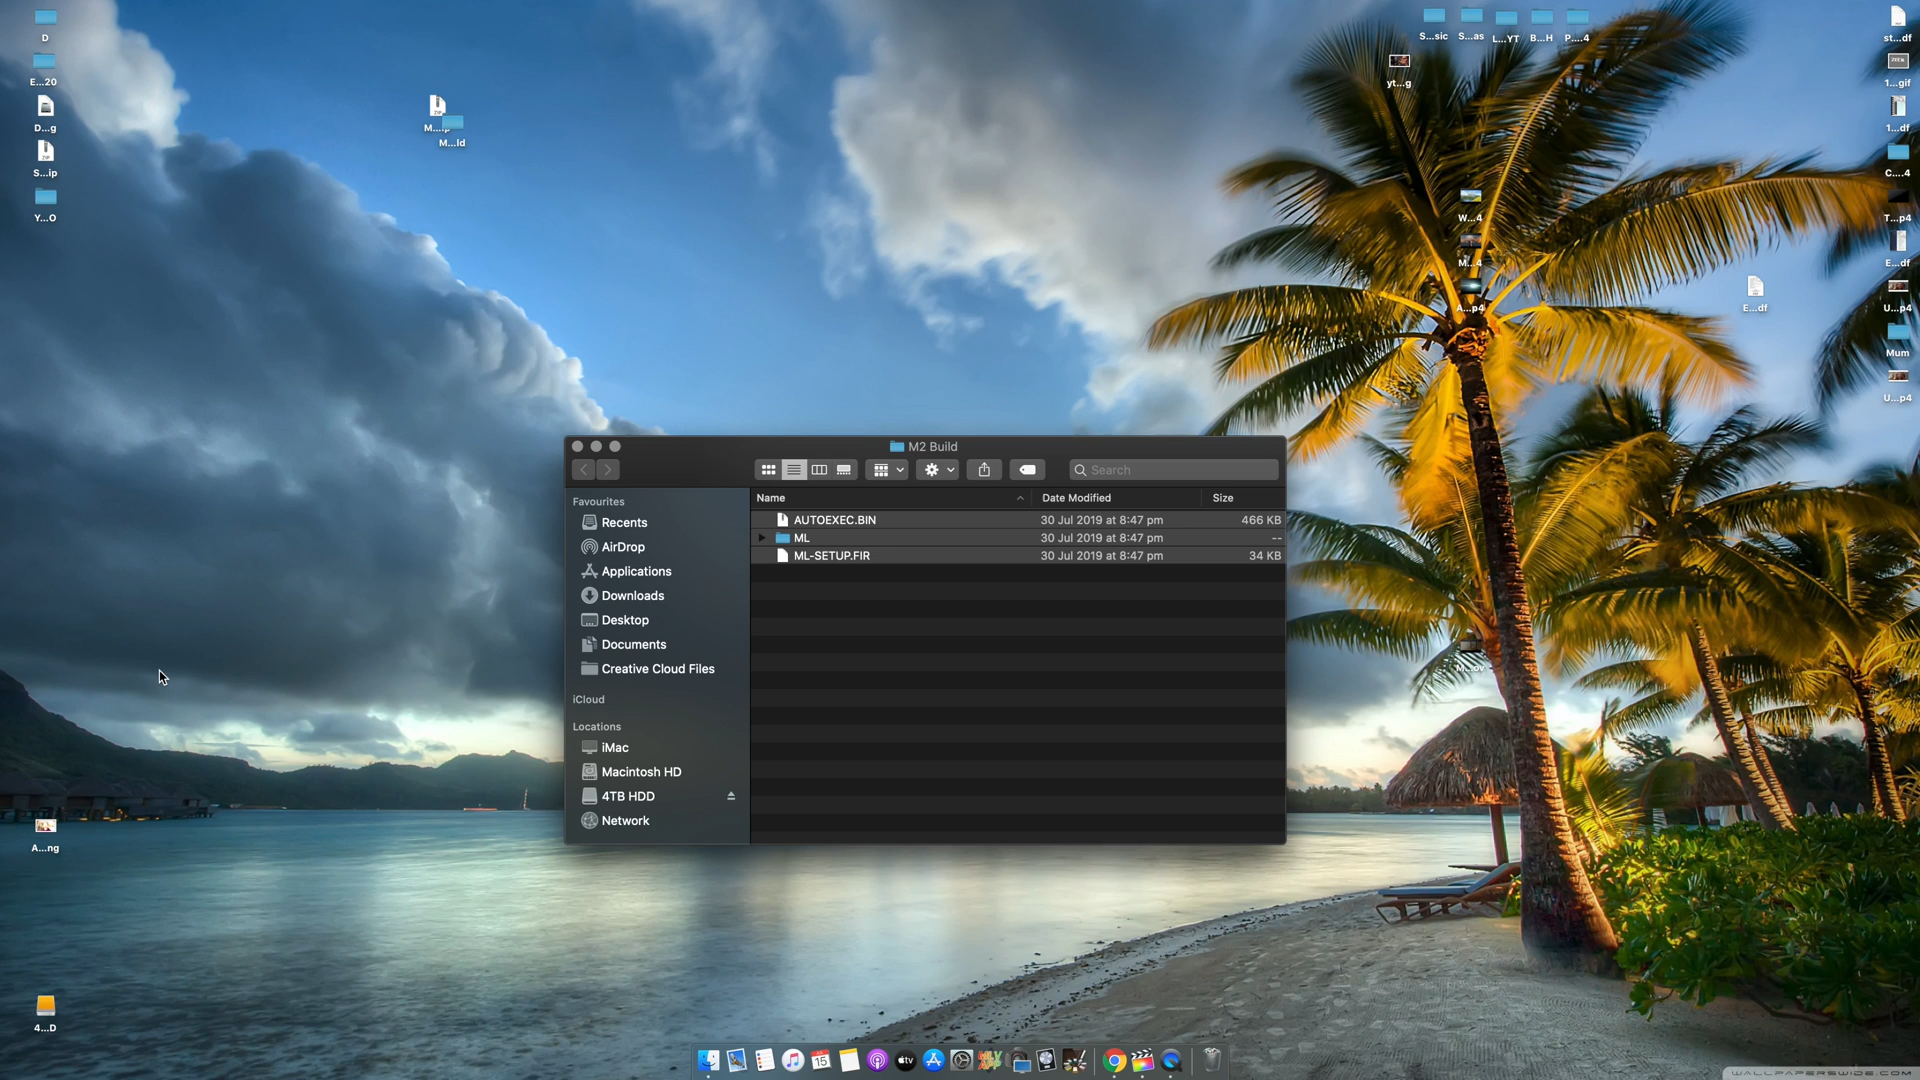 D
E...20
D...g
S...ip
Y...O
M...ld
S...sic
S...as
L...YT
B...H
P....4
yt...g
st...df
1...gif
1...df
C....4
T...p4
E...df
U...p4
Mum
U...p4
W...4
M...4
A...p4
E...df
A...ng
4...D
M2 Build
Search
Favourites
Recents
AirDrop
Applications
Downloads
Desktop
Documents
Creative Cloud Files
iCloud
Locations
iMac
Macintosh HD
4TB HDD
Network
Name Date Modified Size
AUTOEXEC.BIN 30 Jul 2019 at 8:47 pm 466 KB
ML 30 Jul 2019 at 8:47 pm --
ML-SETUP.FIR 30 Jul 2019 at 8:47 pm 34 KB
15
tv
WALLPAPERSWIDE.COM